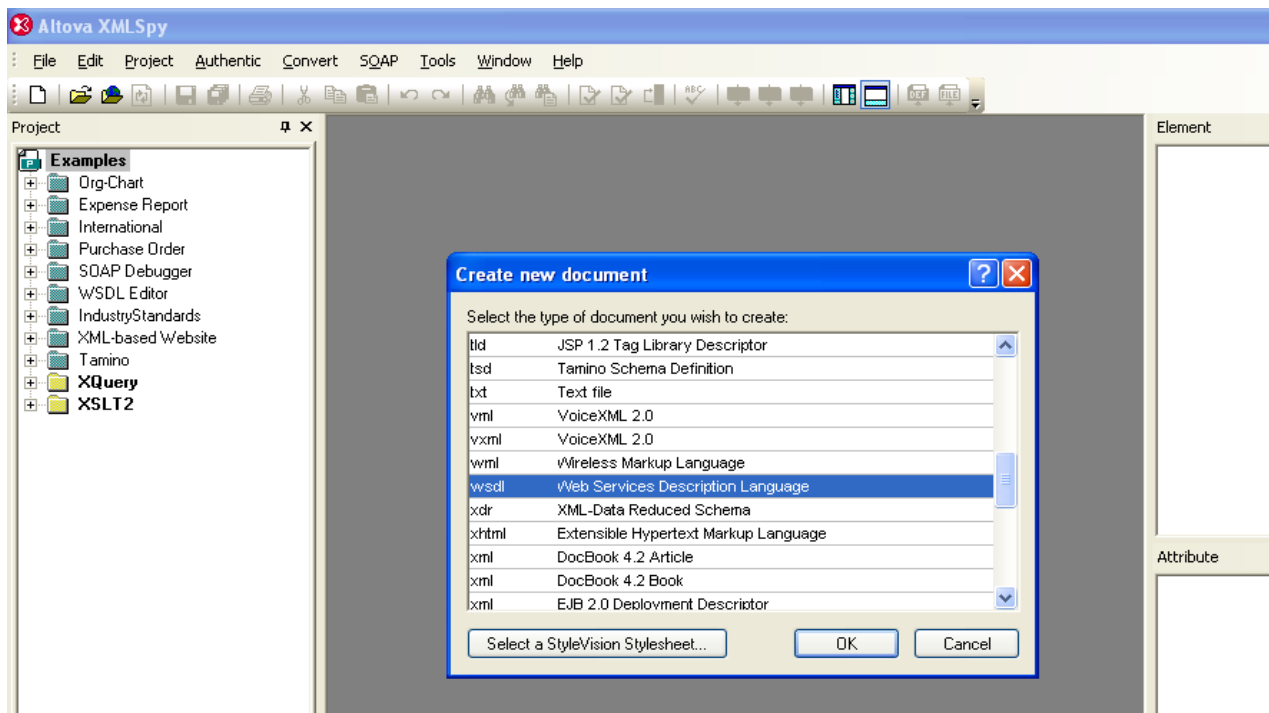 Altova XMLSpy
File Edit Project Authentic Convert SOAP Tools Window Help
ABC
DEF FILE
Project
Examples
Org-Chart
Expense Report
International
Purchase Order
SOAP Debugger
WSDL Editor
IndustryStandards
XML-based Website
Tamino
XQuery
XSLT2
Create new document
Select the type of document you wish to create:
tld JSP 1.2 Tag Library Descriptor
tsd Tamino Schema Definition
txt Text file
vml VoiceXML 2.0
vxml VoiceXML 2.0
wml Wireless Markup Language
wsdl Web Services Description Language
xdr XML-Data Reduced Schema
xhtml Extensible Hypertext Markup Language
xml DocBook 4.2 Article
xml DocBook 4.2 Book
xml EJB 2.0 Deployment Descriptor
Select a StyleVision Stylesheet... OK Cancel
Element
Attribute